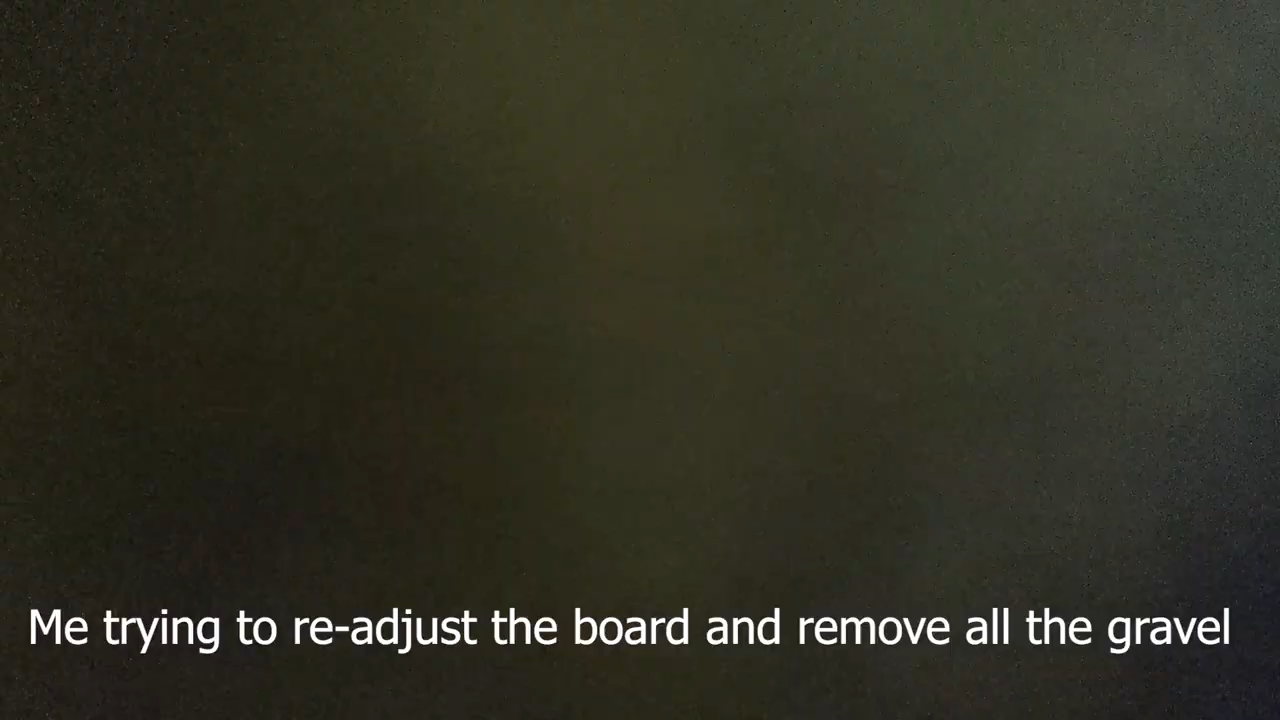 Me trying to re-adjust the board and remove all the gravel